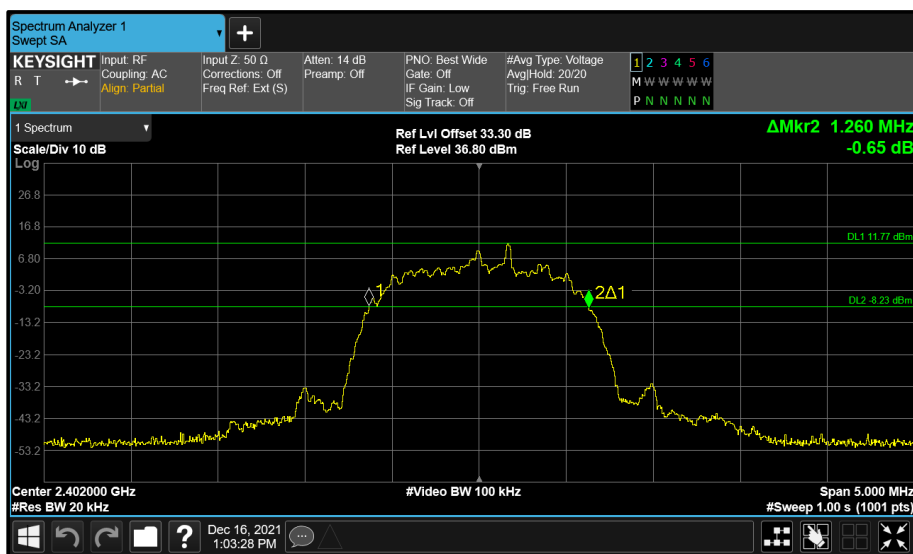 Spectrum Analyzer 1
Swept SA
KEYSIGHT
R T
LXI
Input: RF
Coupling: AC
Align: Partial
Input Z: 50 Ω
Corrections: Off
Freq Ref: Ext (S)
Atten: 14 dB
Preamp: Off
PNO: Best Wide
Gate: Off
IF Gain: Low
Sig Track: Off
#Avg Type: Voltage
Avg|Hold: 20/20
Trig: Free Run
1 2 3 4 5 6
M W W W W W
P N N N N N
1 Spectrum
Scale/Div 10 dB
Ref Lvl Offset 33.30 dB
Ref Level 36.80 dBm
ΔMkr2 1.260 MHz
-0.65 dB
Log
26.8
16.8
6.80
-3.20
-13.2
-23.2
-33.2
-43.2
-53.2
DL1 11.77 dBm
1
2Δ1
DL2 -8.23 dBm
Center 2.402000 GHz
#Res BW 20 kHz
#Video BW 100 kHz
Span 5.000 MHz
#Sweep 1.00 s (1001 pts)
?
Dec 16, 2021
1:03:28 PM